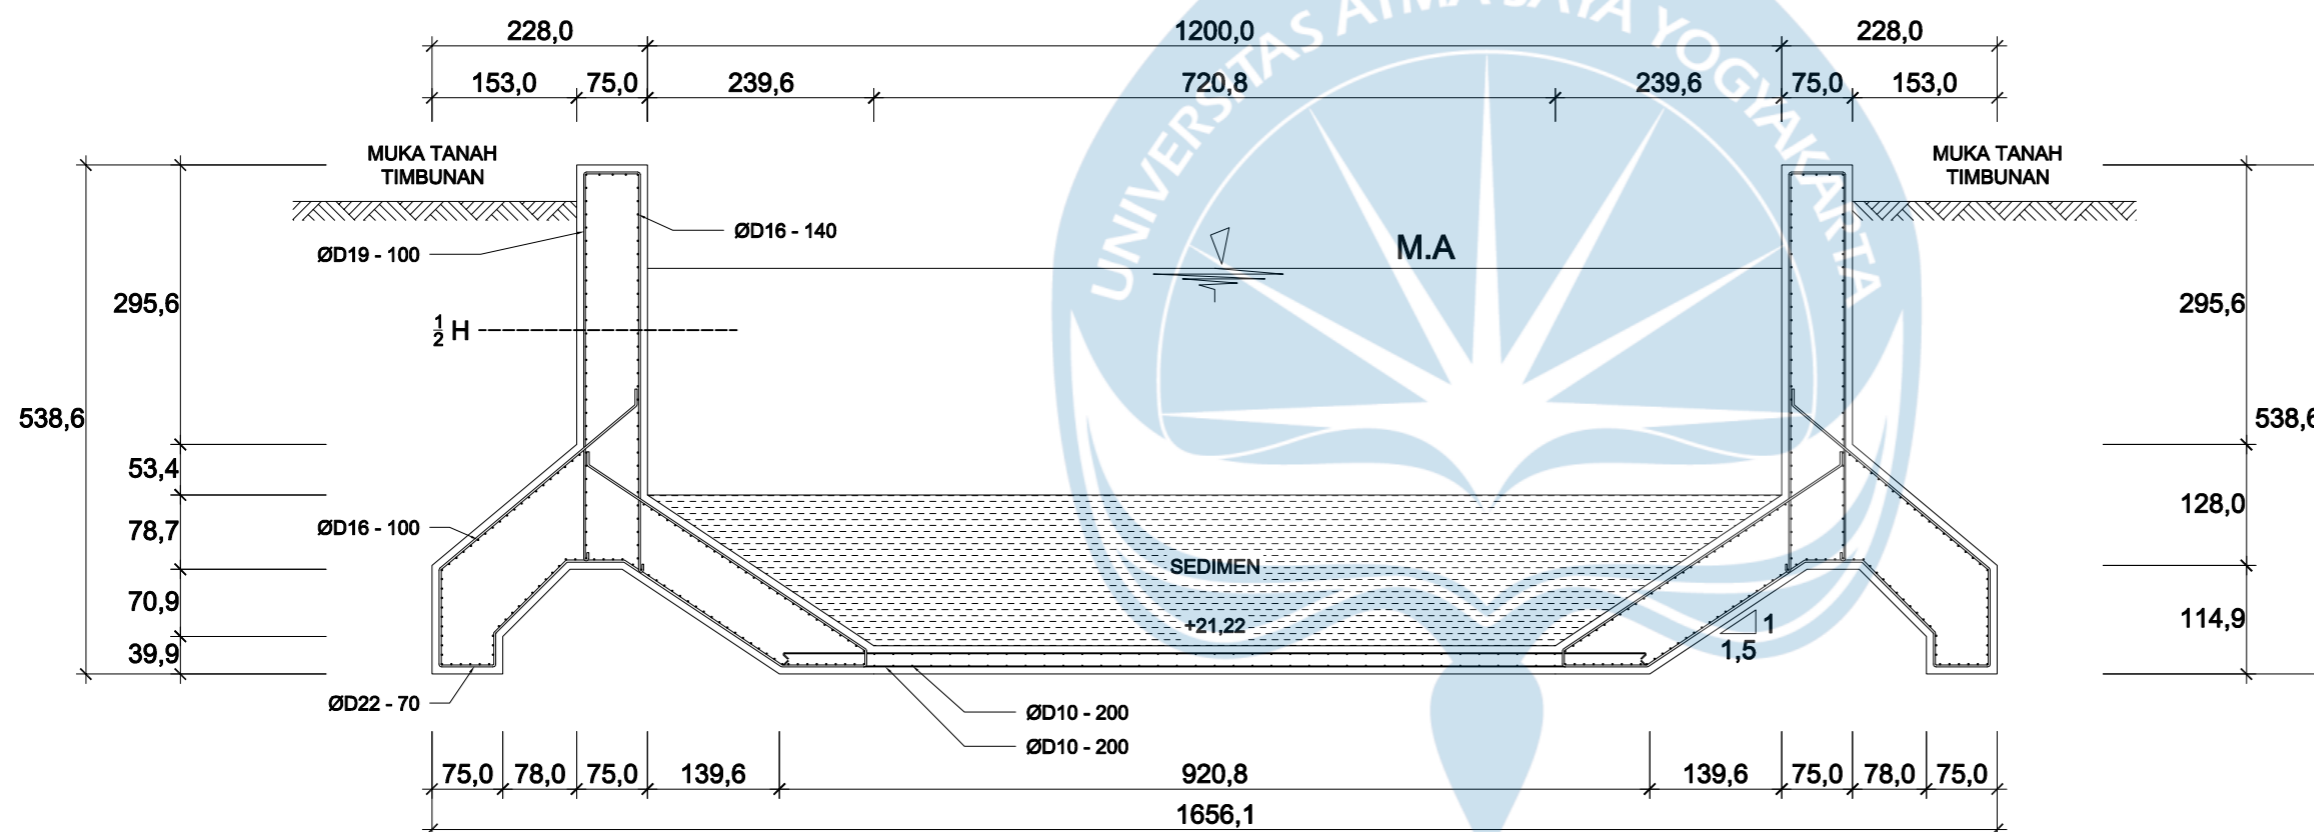 228,0 1200,0 228,0
153,0 75,0 239,6 720,8 239,6 75,0 153,0
UNIVERSITAS ATMA JAYA YOGYAKARTA
MUKA TANAH
TIMBUNAN
MUKA TANAH
TIMBUNAN
ØD16 - 140
ØD19 - 100
M.A
295,6 295,6
1/2 H
538,6 538,6
53,4
78,7 128,0
ØD16 - 100
SEDIMEN
70,9 114,9
+21,22
1
1,5
39,9
ØD22 - 70
ØD10 - 200
ØD10 - 200
75,0 78,0 75,0 139,6 920,8 139,6 75,0 78,0 75,0
1656,1